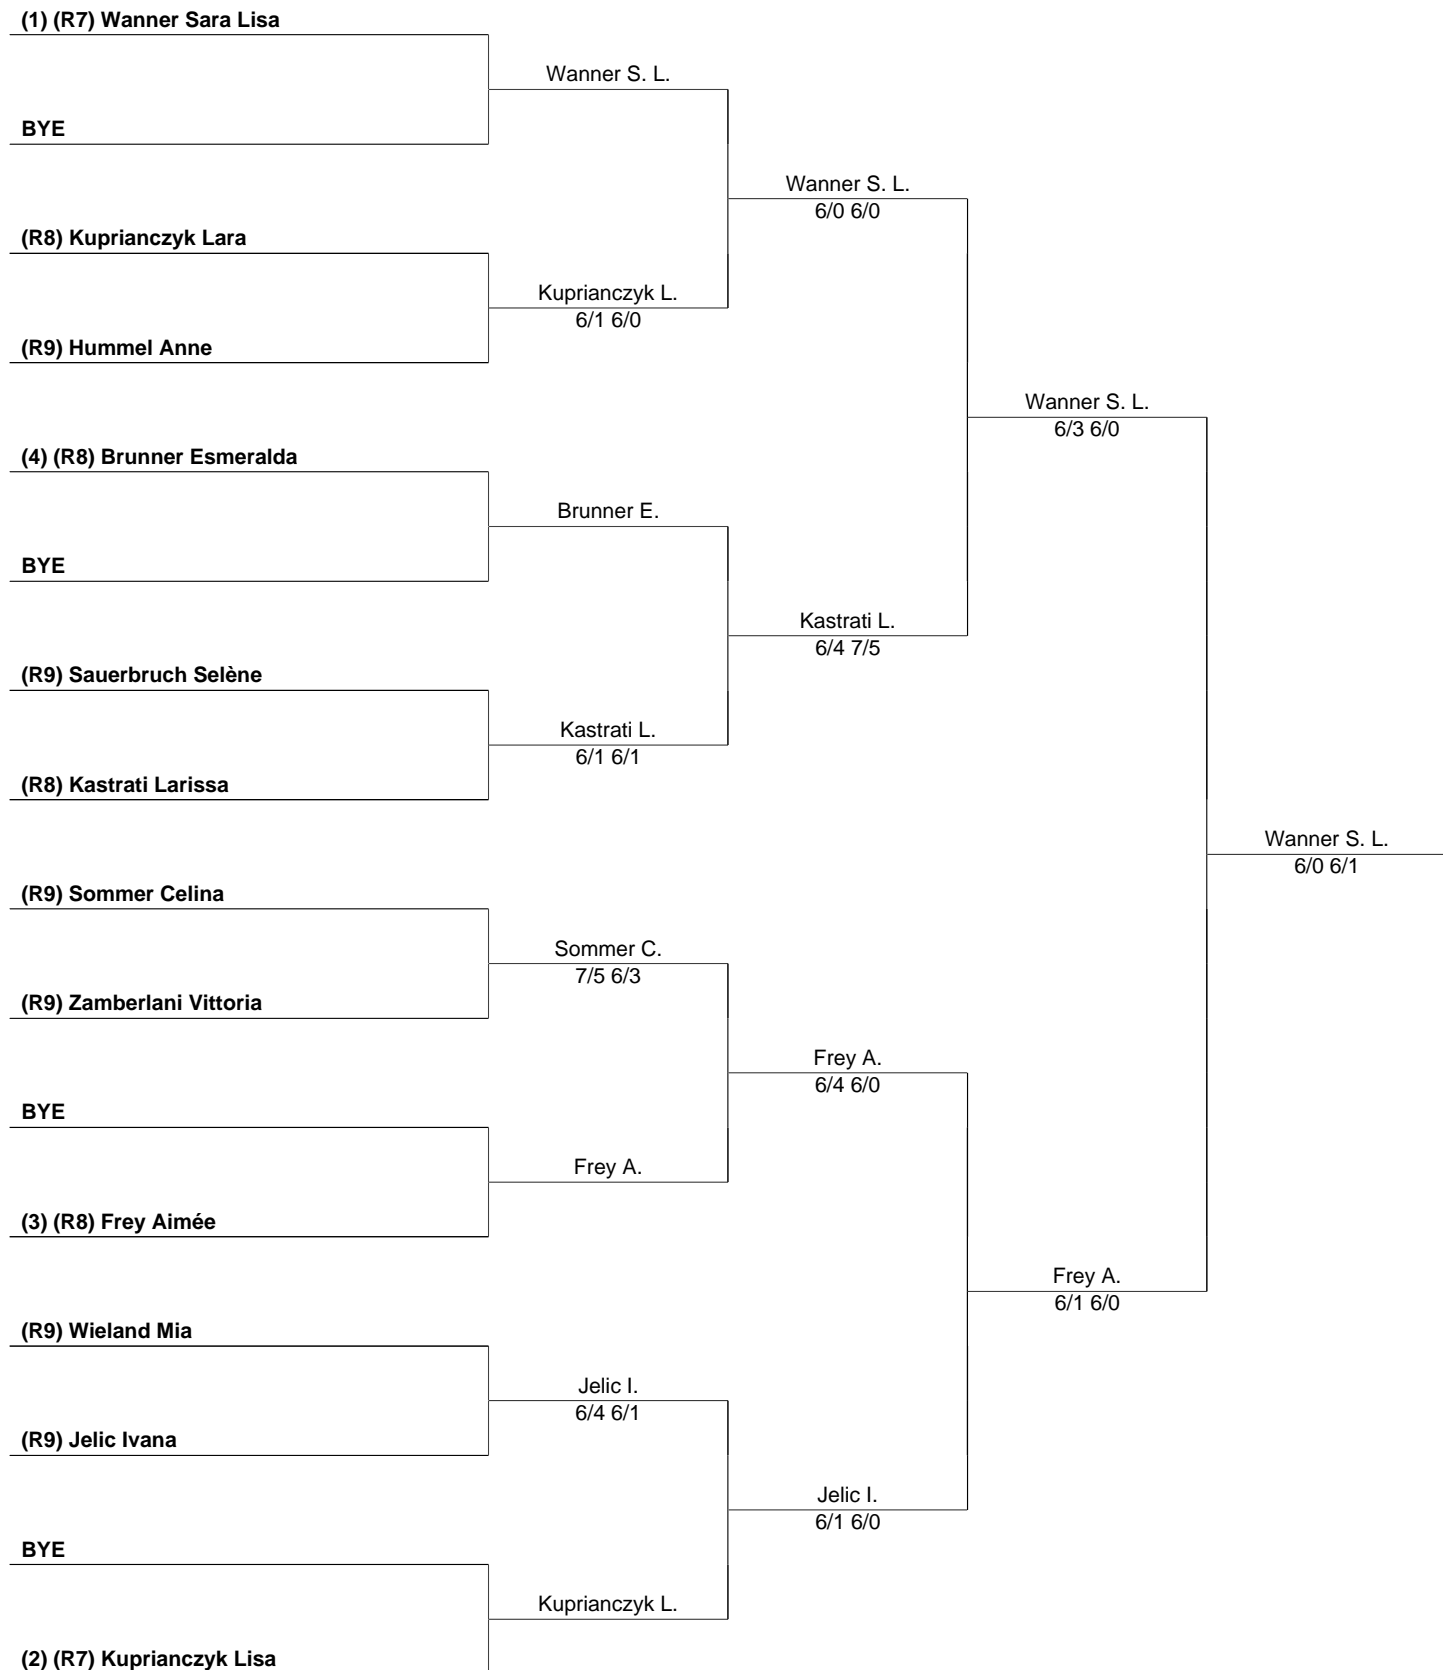 (1) (R7) Wanner Sara Lisa
Wanner S. L.
BYE
Wanner S. L.
6/0 6/0
(R8) Kuprianczyk Lara
Kuprianczyk L.
6/1 6/0
(R9) Hummel Anne
Wanner S. L.
6/3 6/0
(4) (R8) Brunner Esmeralda
Brunner E.
BYE
Kastrati L.
6/4 7/5
(R9) Sauerbruch Selène
Kastrati L.
6/1 6/1
(R8) Kastrati Larissa
Wanner S. L.
6/0 6/1
(R9) Sommer Celina
Sommer C.
7/5 6/3
(R9) Zamberlani Vittoria
Frey A.
6/4 6/0
BYE
Frey A.
(3) (R8) Frey Aimée
Frey A.
6/1 6/0
(R9) Wieland Mia
Jelic I.
6/4 6/1
(R9) Jelic Ivana
Jelic I.
6/1 6/0
BYE
Kuprianczyk L.
(2) (R7) Kuprianczyk Lisa